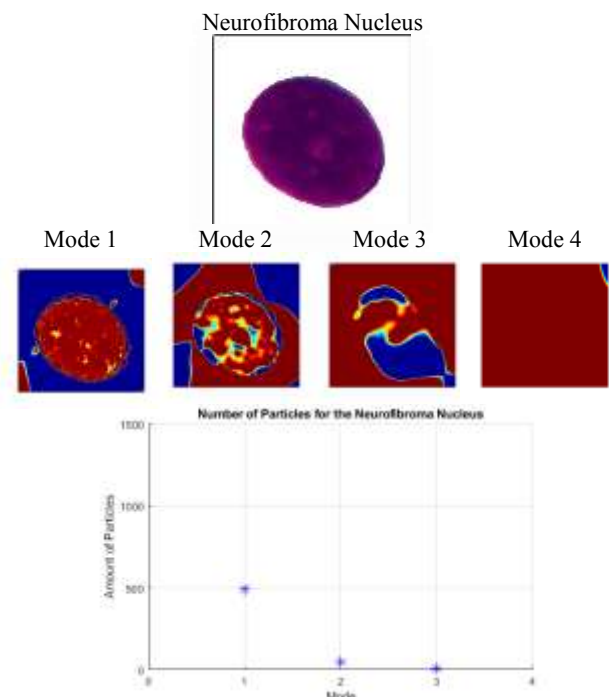 Neurofibroma Nucleus
Mode 1 Mode 2 Mode 3 Mode 4
Number of Particles for the Neurofibroma Nucleus
1500
1000
500
0
Amount of Particles
0 1 2 3 4
Mode